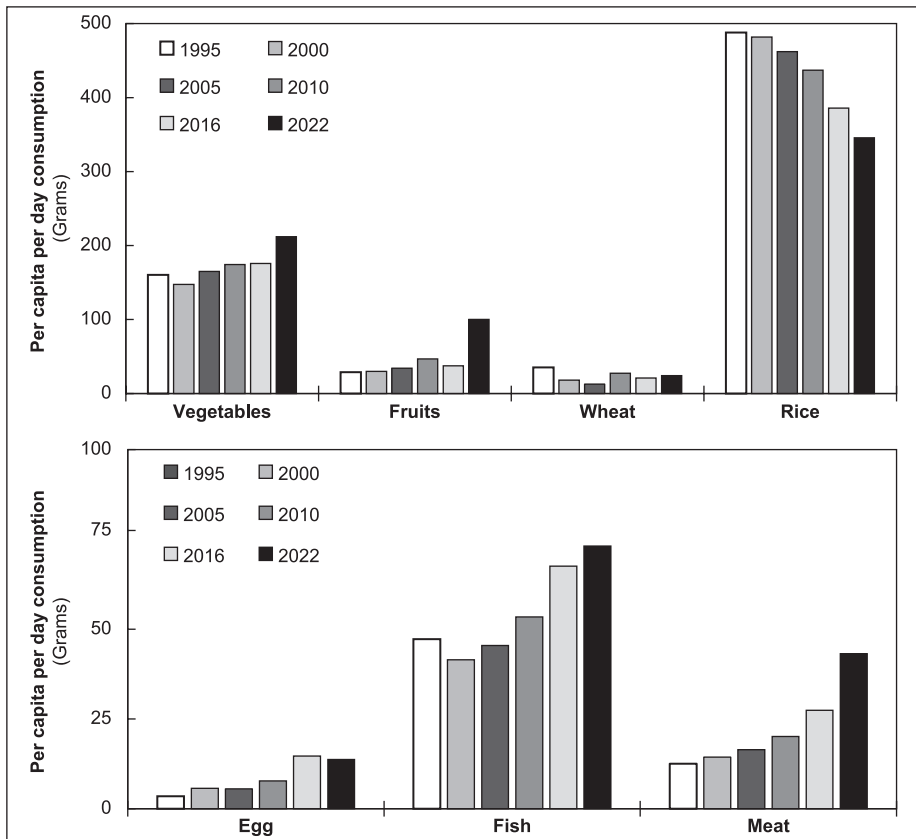 Per capita per day consumption
(Grams)
500
400
300
200
100
0
1995
2000
2005
2010
2016
2022
Vegetables
Fruits
Wheat
Rice
Per capita per day consumption
(Grams)
100
75
50
25
0
1995
2000
2005
2010
2016
2022
Egg
Fish
Meat